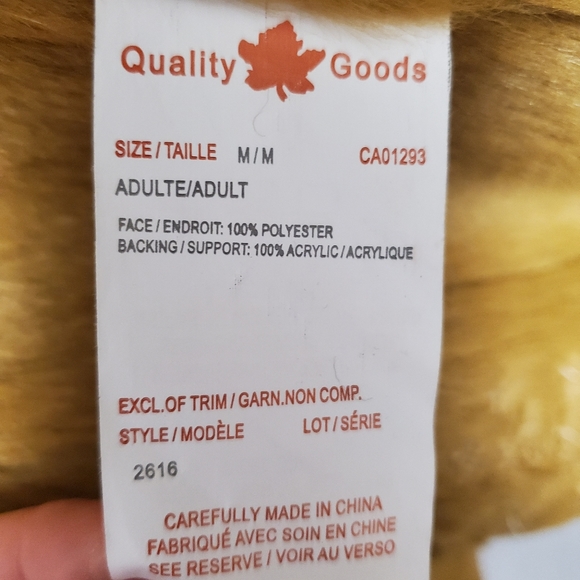 Quality Goods
SIZE / TAILLE M/M CA01293
ADULTE/ADULT
FACE / ENDROIT: 100% POLYESTER
BACKING / SUPPORT: 100% ACRYLIC / ACRYLIQUE
EXCL.OF TRIM / GARN.NON COMP.
STYLE / MODÈLE LOT / SÉRIE
2616
CAREFULLY MADE IN CHINA
FABRIQUÉ AVEC SOIN EN CHINE
SEE RESERVE / VOIR AU VERSO